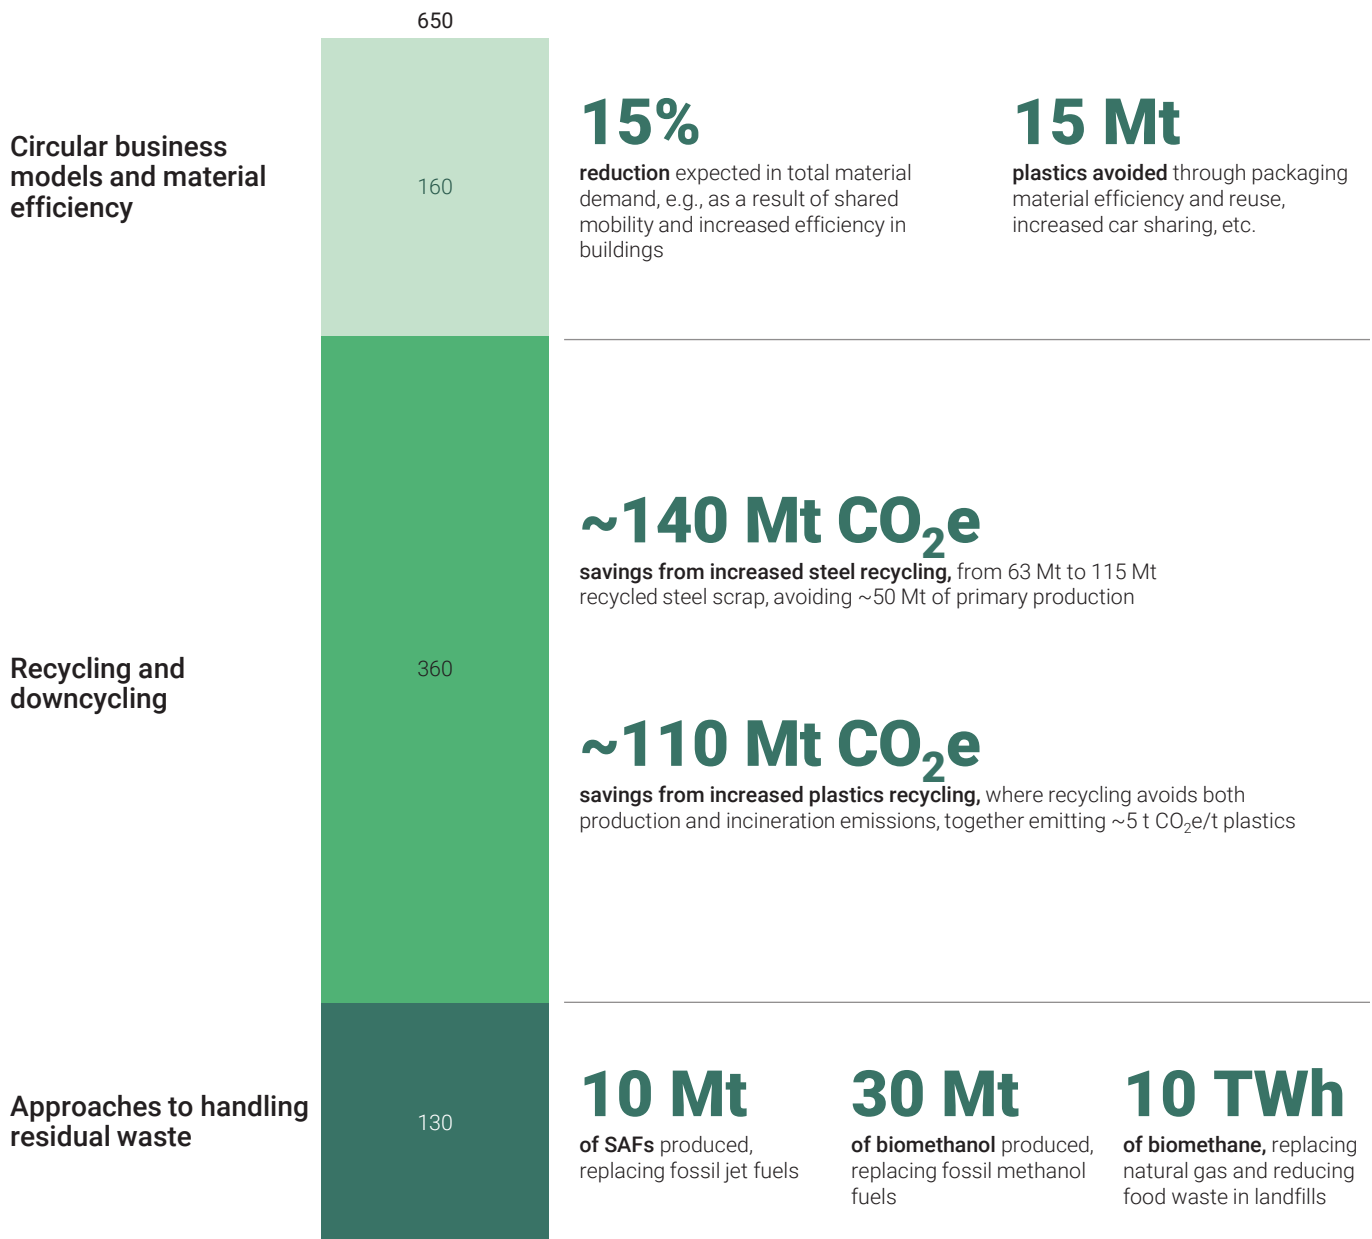 650
Circular business
models and material
efficiency
160
15%
reduction expected in total material
demand, e.g., as a result of shared
mobility and increased efficiency in
buildings
15 Mt
plastics avoided through packaging
material efficiency and reuse,
increased car sharing, etc.
Recycling and
downcycling
360
~140 Mt CO₂e
savings from increased steel recycling, from 63 Mt to 115 Mt
recycled steel scrap, avoiding ~50 Mt of primary production
~110 Mt CO₂e
savings from increased plastics recycling, where recycling avoids both
production and incineration emissions, together emitting ~5 t CO₂e/t plastics
Approaches to handling
residual waste
130
10 Mt
of SAFs produced,
replacing fossil jet fuels
30 Mt
of biomethanol produced,
replacing fossil methanol
fuels
10 TWh
of biomethane, replacing
natural gas and reducing
food waste in landfills